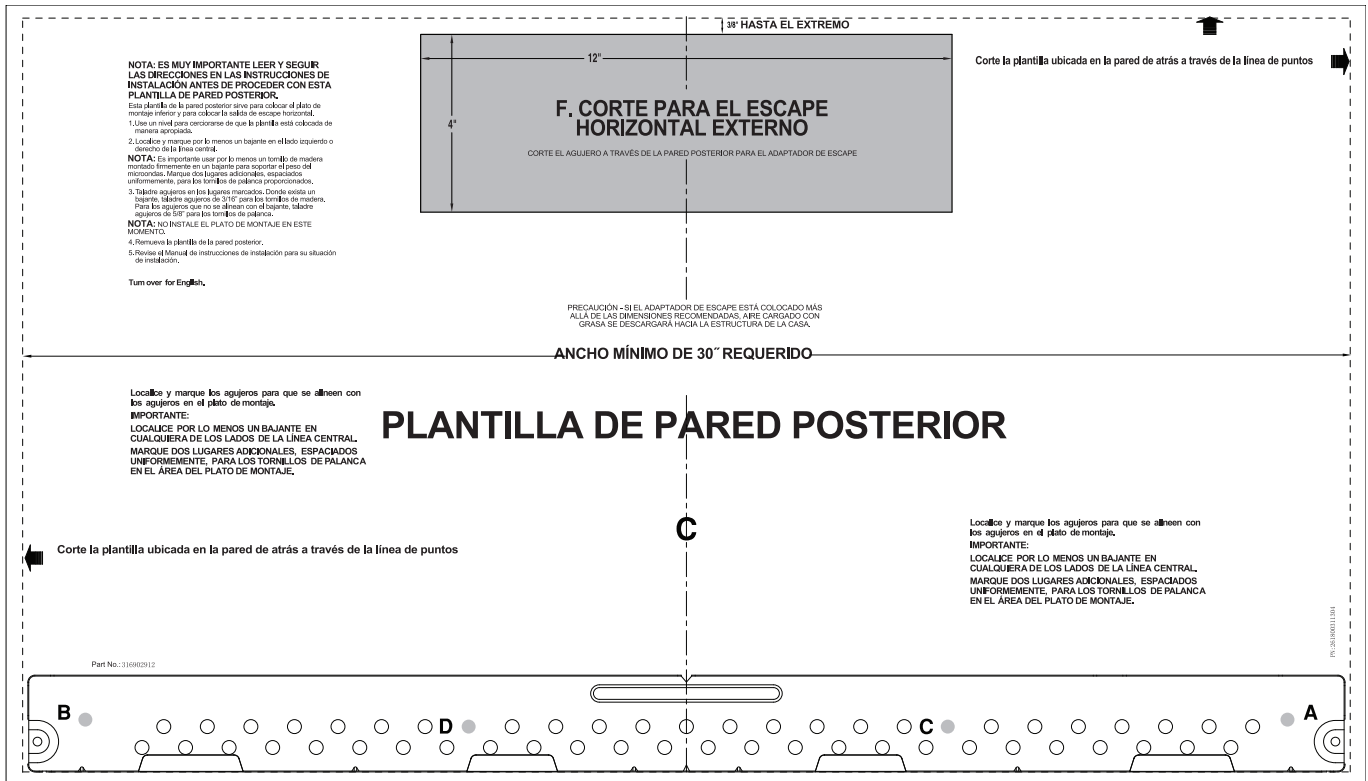 3/8" HASTA EL EXTREMO
NOTA: ES MUY IMPORTANTE LEER Y SEGUIR
LAS DIRECCIONES EN LAS INSTRUCCIONES DE
INSTALACIÓN ANTES DE PROCEDER CON ESTA
PLANTILLA DE PARED POSTERIOR.
Esta plantilla de la pared posterior sirve para colocar el plato de
montaje inferior y para colocar la salida de escape horizontal.
1. Use un nivel para cerciorarse de que la plantilla está colocada de
manera apropiada.
2. Localice y marque por lo menos un bajante en el lado izquierdo o
derecho de la línea central.
NOTA: Es importante usar por lo menos un tornillo de madera
montado firmemente en un bajante para soportar el peso del
microondas. Marque dos lugares adicionales, espaciados
uniformemente, para los tornillos de palanca proporcionados.
3. Taladre agujeros en los lugares marcados. Donde exista un
bajante, taladre agujeros de 3/16" para los tornillos de madera.
Para los agujeros que no se alinean con el bajante, taladre
agujeros de 5/8" para los tornillos de palanca.
NOTA: NO INSTALE EL PLATO DE MONTAJE EN ESTE
MOMENTO.
4. Remueva la plantilla de la pared posterior.
5. Revise el Manual de instrucciones de instalación para su situación
de instalación.
Turn over for English.
12"
4"
F. CORTE PARA EL ESCAPE
HORIZONTAL EXTERNO
CORTE EL AGUJERO A TRAVÉS DE LA PARED POSTERIOR PARA EL ADAPTADOR DE ESCAPE
Corte la plantilla ubicada en la pared de atrás a través de la línea de puntos
PRECAUCIÓN - SI EL ADAPTADOR DE ESCAPE ESTÁ COLOCADO MÁS
ALLÁ DE LAS DIMENSIONES RECOMENDADAS, AIRE CARGADO CON
GRASA SE DESCARGARÁ HACIA LA ESTRUCTURA DE LA CASA.
ANCHO MÍNIMO DE 30˝ REQUERIDO
Localice y marque los agujeros para que se alineen con
los agujeros en el plato de montaje.
IMPORTANTE:
LOCALICE POR LO MENOS UN BAJANTE EN
CUALQUIERA DE LOS LADOS DE LA LÍNEA CENTRAL.
MARQUE DOS LUGARES ADICIONALES, ESPACIADOS
UNIFORMEMENTE, PARA LOS TORNILLOS DE PALANCA
EN EL ÁREA DEL PLATO DE MONTAJE.
PLANTILLA DE PARED POSTERIOR
C
Corte la plantilla ubicada en la pared de atrás a través de la línea de puntos
Localice y marque los agujeros para que se alineen con
los agujeros en el plato de montaje.
IMPORTANTE:
LOCALICE POR LO MENOS UN BAJANTE EN
CUALQUIERA DE LOS LADOS DE LA LÍNEA CENTRAL.
MARQUE DOS LUGARES ADICIONALES, ESPACIADOS
UNIFORMEMENTE, PARA LOS TORNILLOS DE PALANCA
EN EL ÁREA DEL PLATO DE MONTAJE.
Part No.: 316902912
PN:261800311304
B
D
C
A